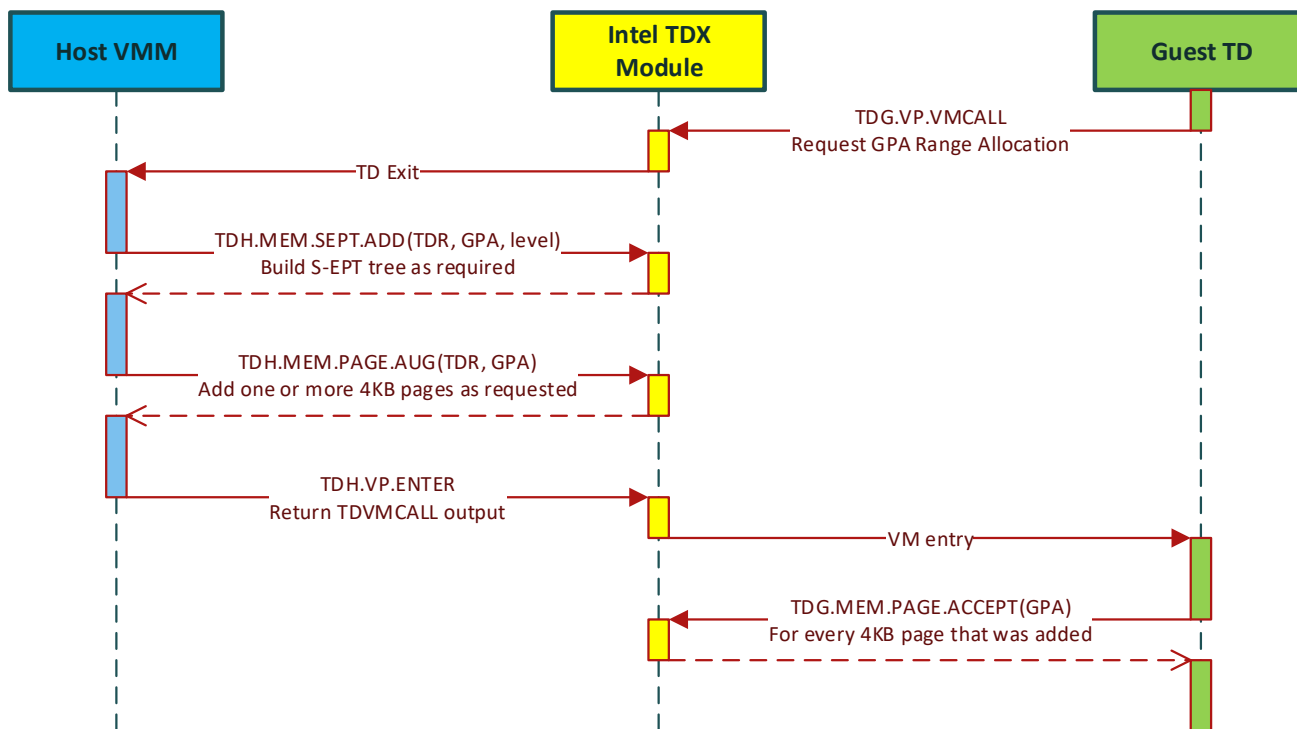 Host VMM
Intel TDX
Module
Guest TD
TDG.VP.VMCALL
Request GPA Range Allocation
TD Exit
TDH.MEM.SEPT.ADD(TDR, GPA, level)
Build S-EPT tree as required
TDH.MEM.PAGE.AUG(TDR, GPA)
Add one or more 4KB pages as requested
TDH.VP.ENTER
Return TDVMCALL output
VM entry
TDG.MEM.PAGE.ACCEPT(GPA)
For every 4KB page that was added